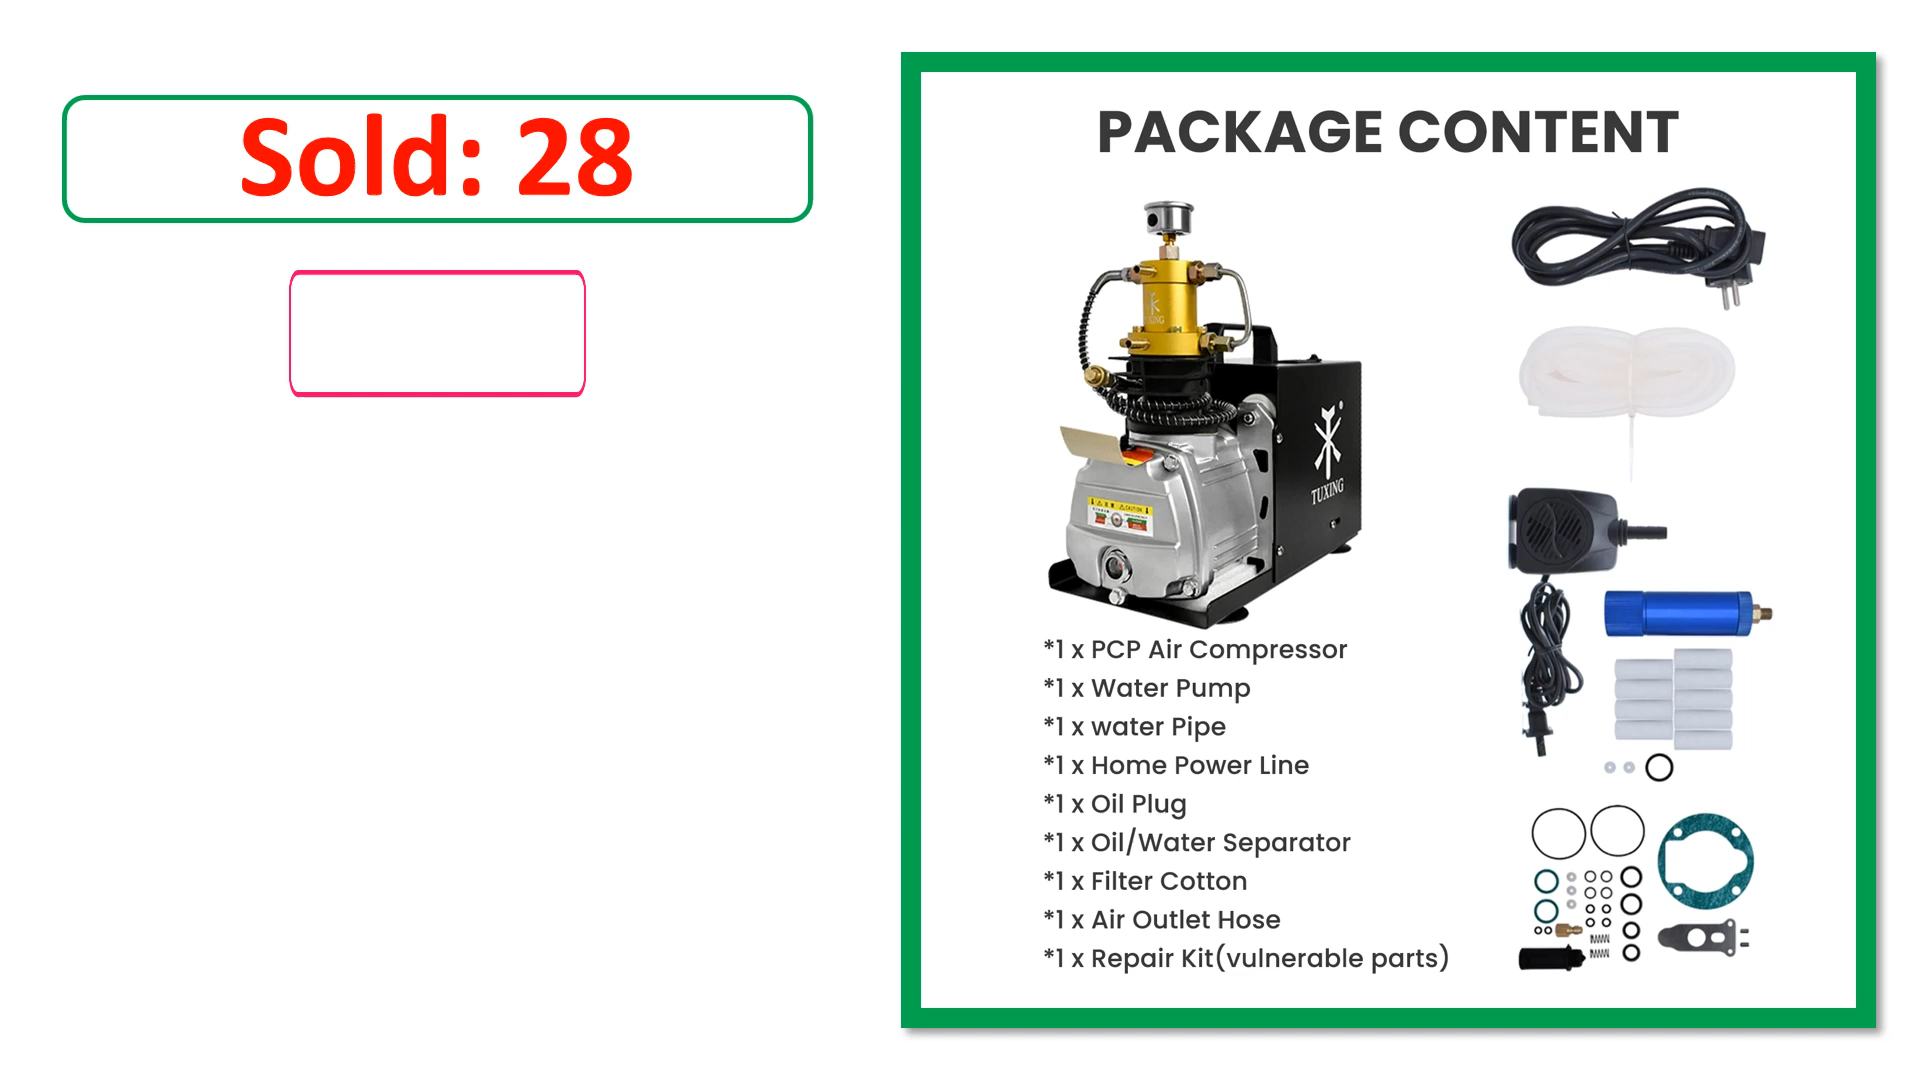 Sold: 28
PACKAGE CONTENT
TUXING
CAUTION
*1 x PCP Air Compressor
*1 x Water Pump
*1 x water Pipe
*1 x Home Power Line
*1 x Oil Plug
*1 x Oil/Water Separator
*1 x Filter Cotton
*1 x Air Outlet Hose
*1 x Repair Kit(vulnerable parts)